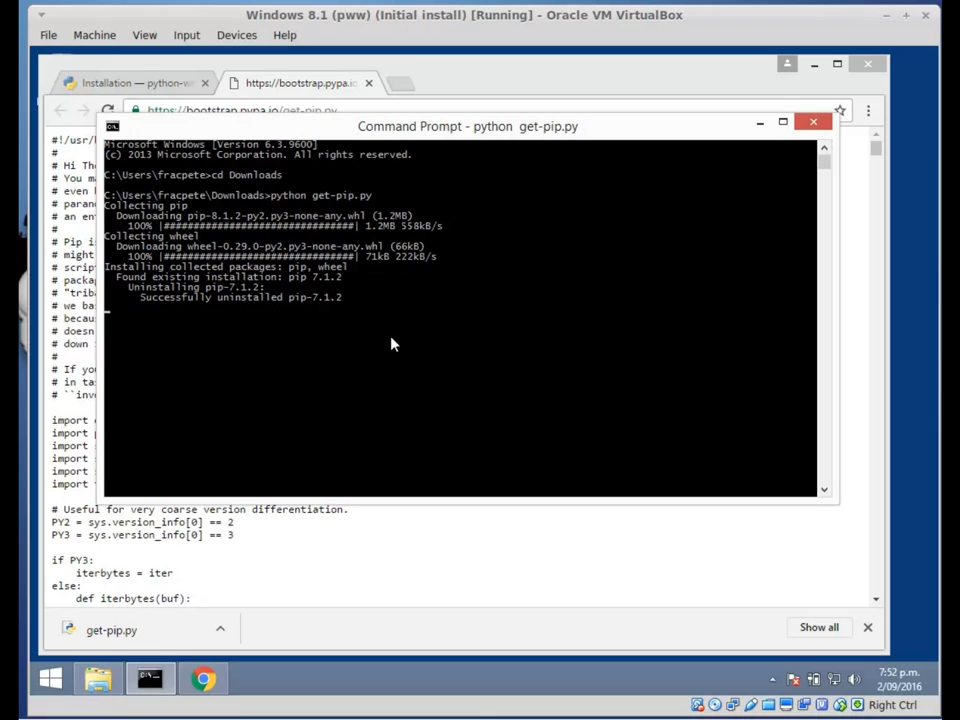 Windows 8.1 (pww) (Initial install) [Running] - Oracle VM VirtualBox
File Machine View Input Devices Help
Installation — python-w
https://bootstrap.pypa.io
https://bootstrap.pypa.io/get-pip.py
Command Prompt - python get-pip.py
Microsoft Windows [Version 6.3.9600]
(c) 2013 Microsoft Corporation. All rights reserved.
C:\Users\fracpete>cd Downloads
C:\Users\fracpete\Downloads>python get-pip.py
Collecting pip
Downloading pip-8.1.2-py2.py3-none-any.whl (1.2MB)
100% |################################| 1.2MB 558kB/s
Collecting wheel
Downloading wheel-0.29.0-py2.py3-none-any.whl (66kB)
100% |################################| 71kB 222kB/s
Installing collected packages: pip, wheel
Found existing installation: pip 7.1.2
Uninstalling pip-7.1.2:
Successfully uninstalled pip-7.1.2
#!/usr/
#
# Hi Th
# You ma
# even
# paran
# an ent
#
# Pip i
# might
# scrip
# packa
# "trib
# we ba
# becau
# doesn
# down
#
# If yo
# in ta
# ``inv
import
import
import
import
import
import
# Useful for very coarse version differentiation.
PY2 = sys.version_info[0] == 2
PY3 = sys.version_info[0] == 3
if PY3:
iterbytes = iter
else:
def iterbytes(buf):
get-pip.py
Show all
C:\.
7:52 p.m.
2/09/2016
Right Ctrl